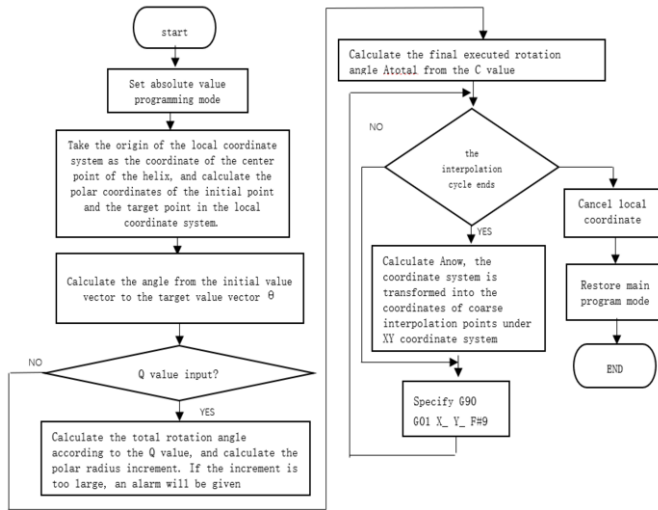 start
Set absolute value
programming mode
Take the origin of the local coordinate
system as the coordinate of the center
point of the helix, and calculate the
polar coordinates of the initial point
and the target point in the local
coordinate system.
Calculate the angle from the initial value
vector to the target value vector θ
NO
Q value input?
YES
Calculate the total rotation angle
according to the Q value, and calculate the
polar radius increment. If the increment is
too large, an alarm will be given
Calculate the final executed rotation
angle Atotal from the C value
NO
the
interpolation
cycle ends
YES
Calculate Anow, the
coordinate system is
transformed into the
coordinates of coarse
interpolation points under
XY coordinate system
Specify G90
G01 X_ Y_ F#9
Cancel local
coordinate
Restore main
program mode
END